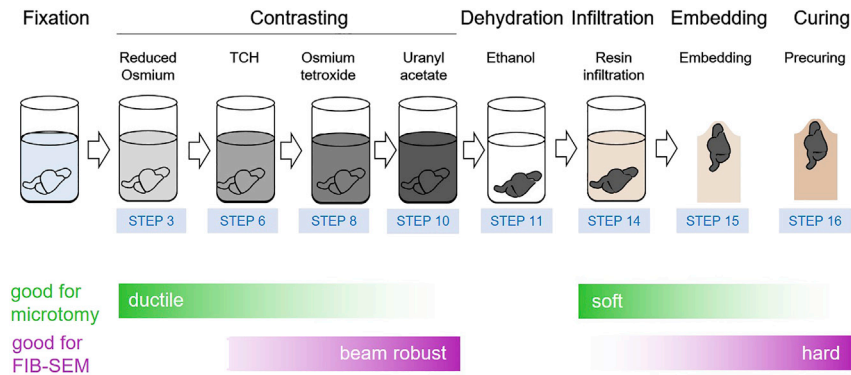 Fixation Contrasting Dehydration Infiltration Embedding Curing
Reduced Osmium TCH Osmium tetroxide Uranyl acetate Ethanol Resin infiltration Embedding Precuring
STEP 3 STEP 6 STEP 8 STEP 10 STEP 11 STEP 14 STEP 15 STEP 16
good for microtomy ductile soft
good for FIB-SEM beam robust hard